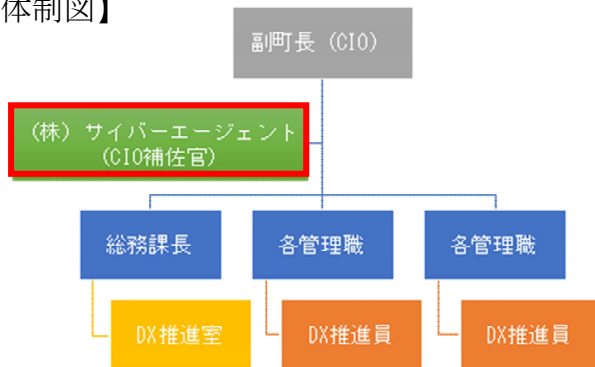 体制図】
副町長（CIO）
（株）サイバーエージェント
(CIO補佐官)
総務課長
各管理職
各管理職
DX推進室
DX推進員
DX推進員